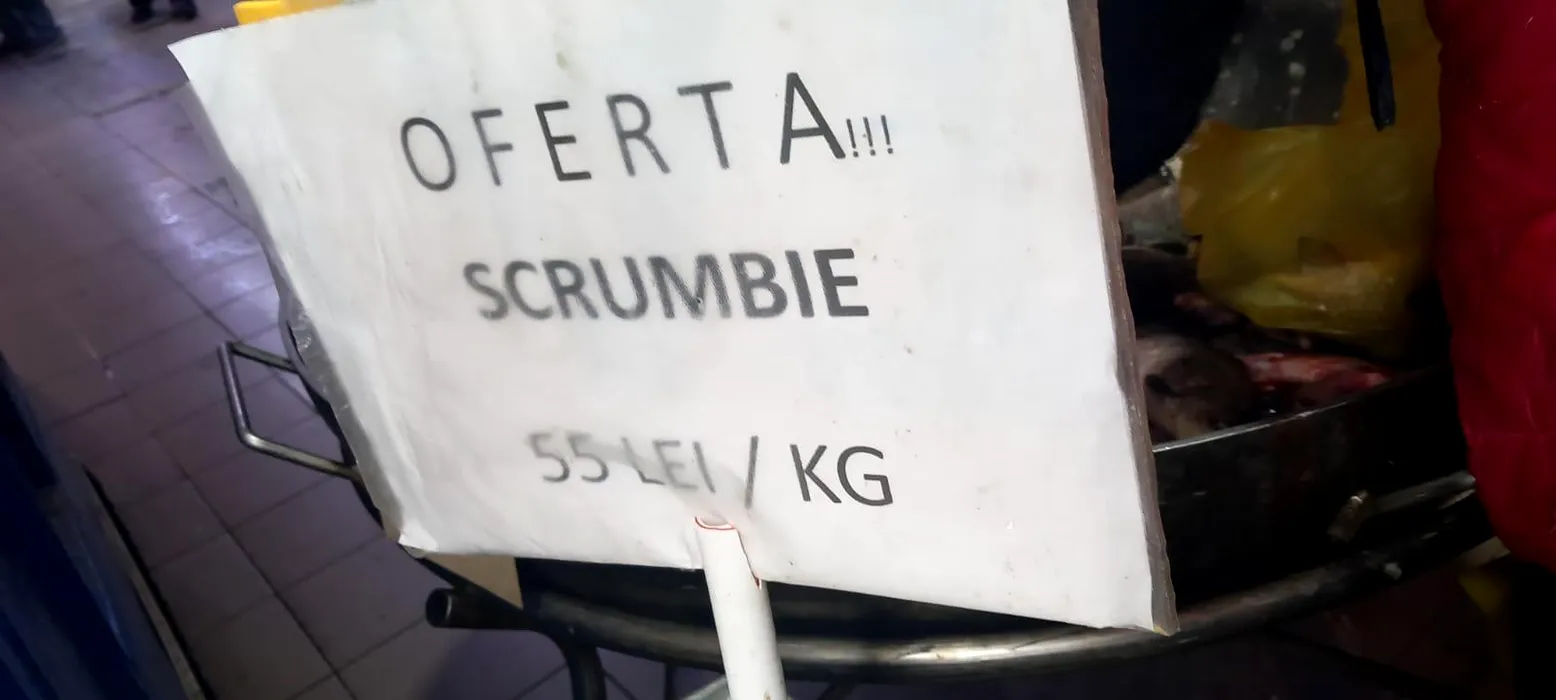 OFERTA!!!
SCRUMBIE
55 LEI / KG